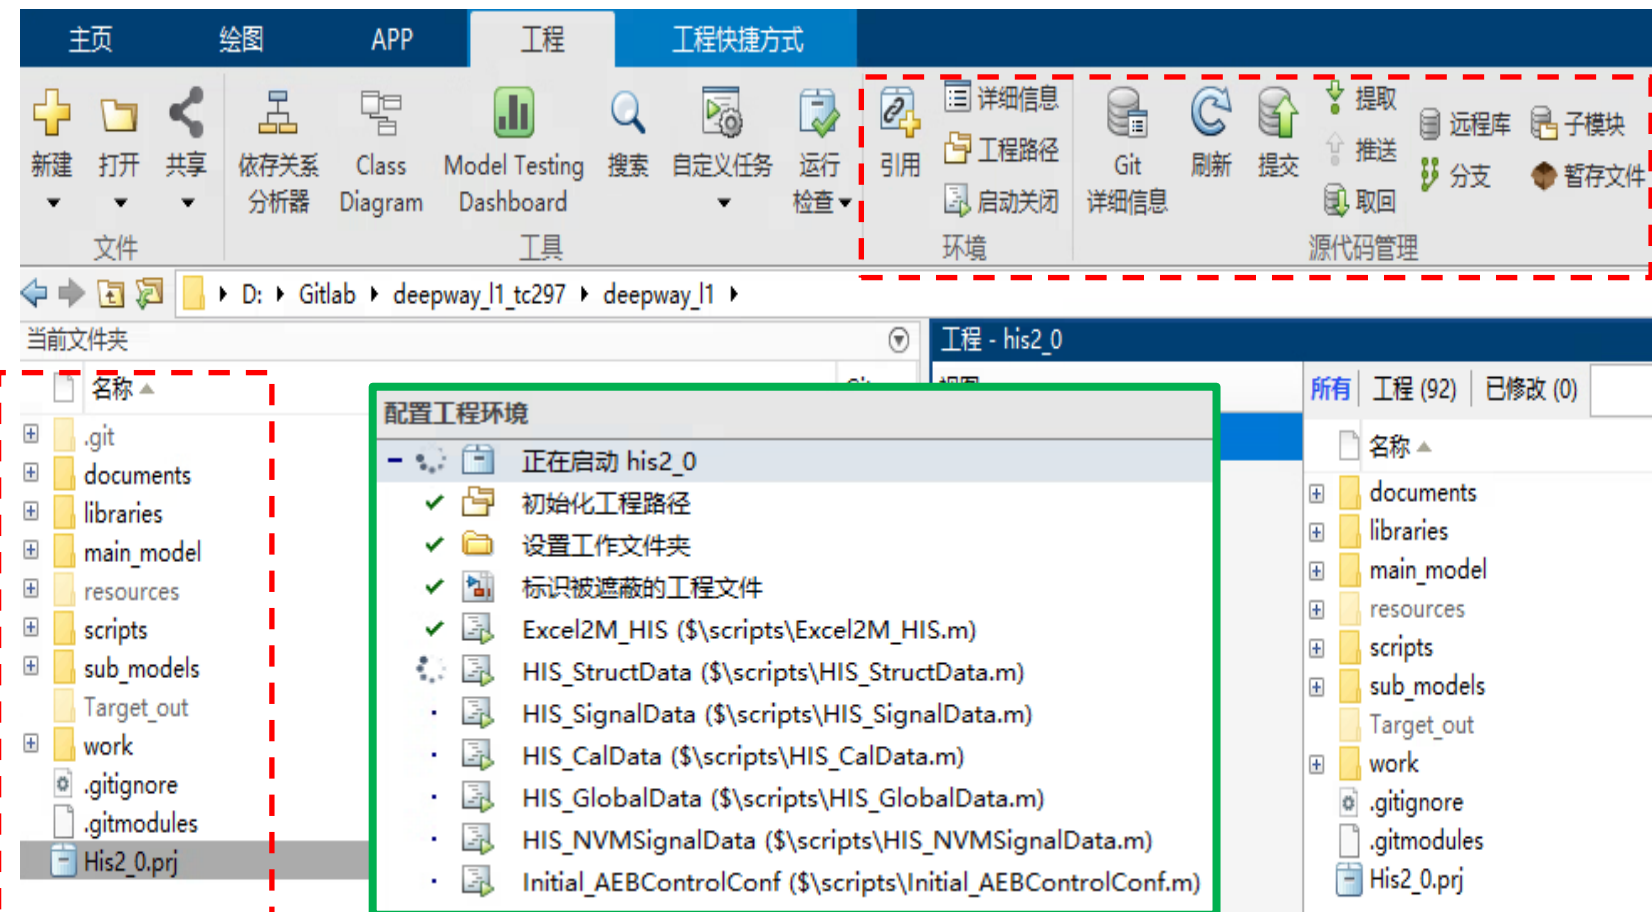 主页 绘图 APP 工程 工程快捷方式
新建 打开 共享
文件
依存关系
分析器
Class
Diagram
Model Testing
Dashboard
搜索 自定义任务 运行
检查
工具
引用
详细信息
工程路径
启动关闭
环境
Git
详细信息
刷新 提交
提取
推送
取回
远程库
分支
子模块
暂存文件
源代码管理
D: Gitlab deepway_l1_tc297 deepway_l1
当前文件夹
名称
.git
documents
libraries
main_model
resources
scripts
sub_models
Target_out
work
.gitignore
.gitmodules
His2_0.prj
配置工程环境
正在启动 his2_0
初始化工程路径
设置工作文件夹
标识被遮蔽的工程文件
Excel2M_HIS ($\scripts\Excel2M_HIS.m)
HIS_StructData ($\scripts\HIS_StructData.m)
HIS_SignalData ($\scripts\HIS_SignalData.m)
HIS_CalData ($\scripts\HIS_CalData.m)
HIS_GlobalData ($\scripts\HIS_GlobalData.m)
HIS_NVMSignalData ($\scripts\HIS_NVMSignalData.m)
Initial_AEBControlConf ($\scripts\Initial_AEBControlConf.m)
工程 - his2_0
所有 工程 (92) 已修改 (0)
名称
documents
libraries
main_model
resources
scripts
sub_models
Target_out
work
.gitignore
.gitmodules
His2_0.prj